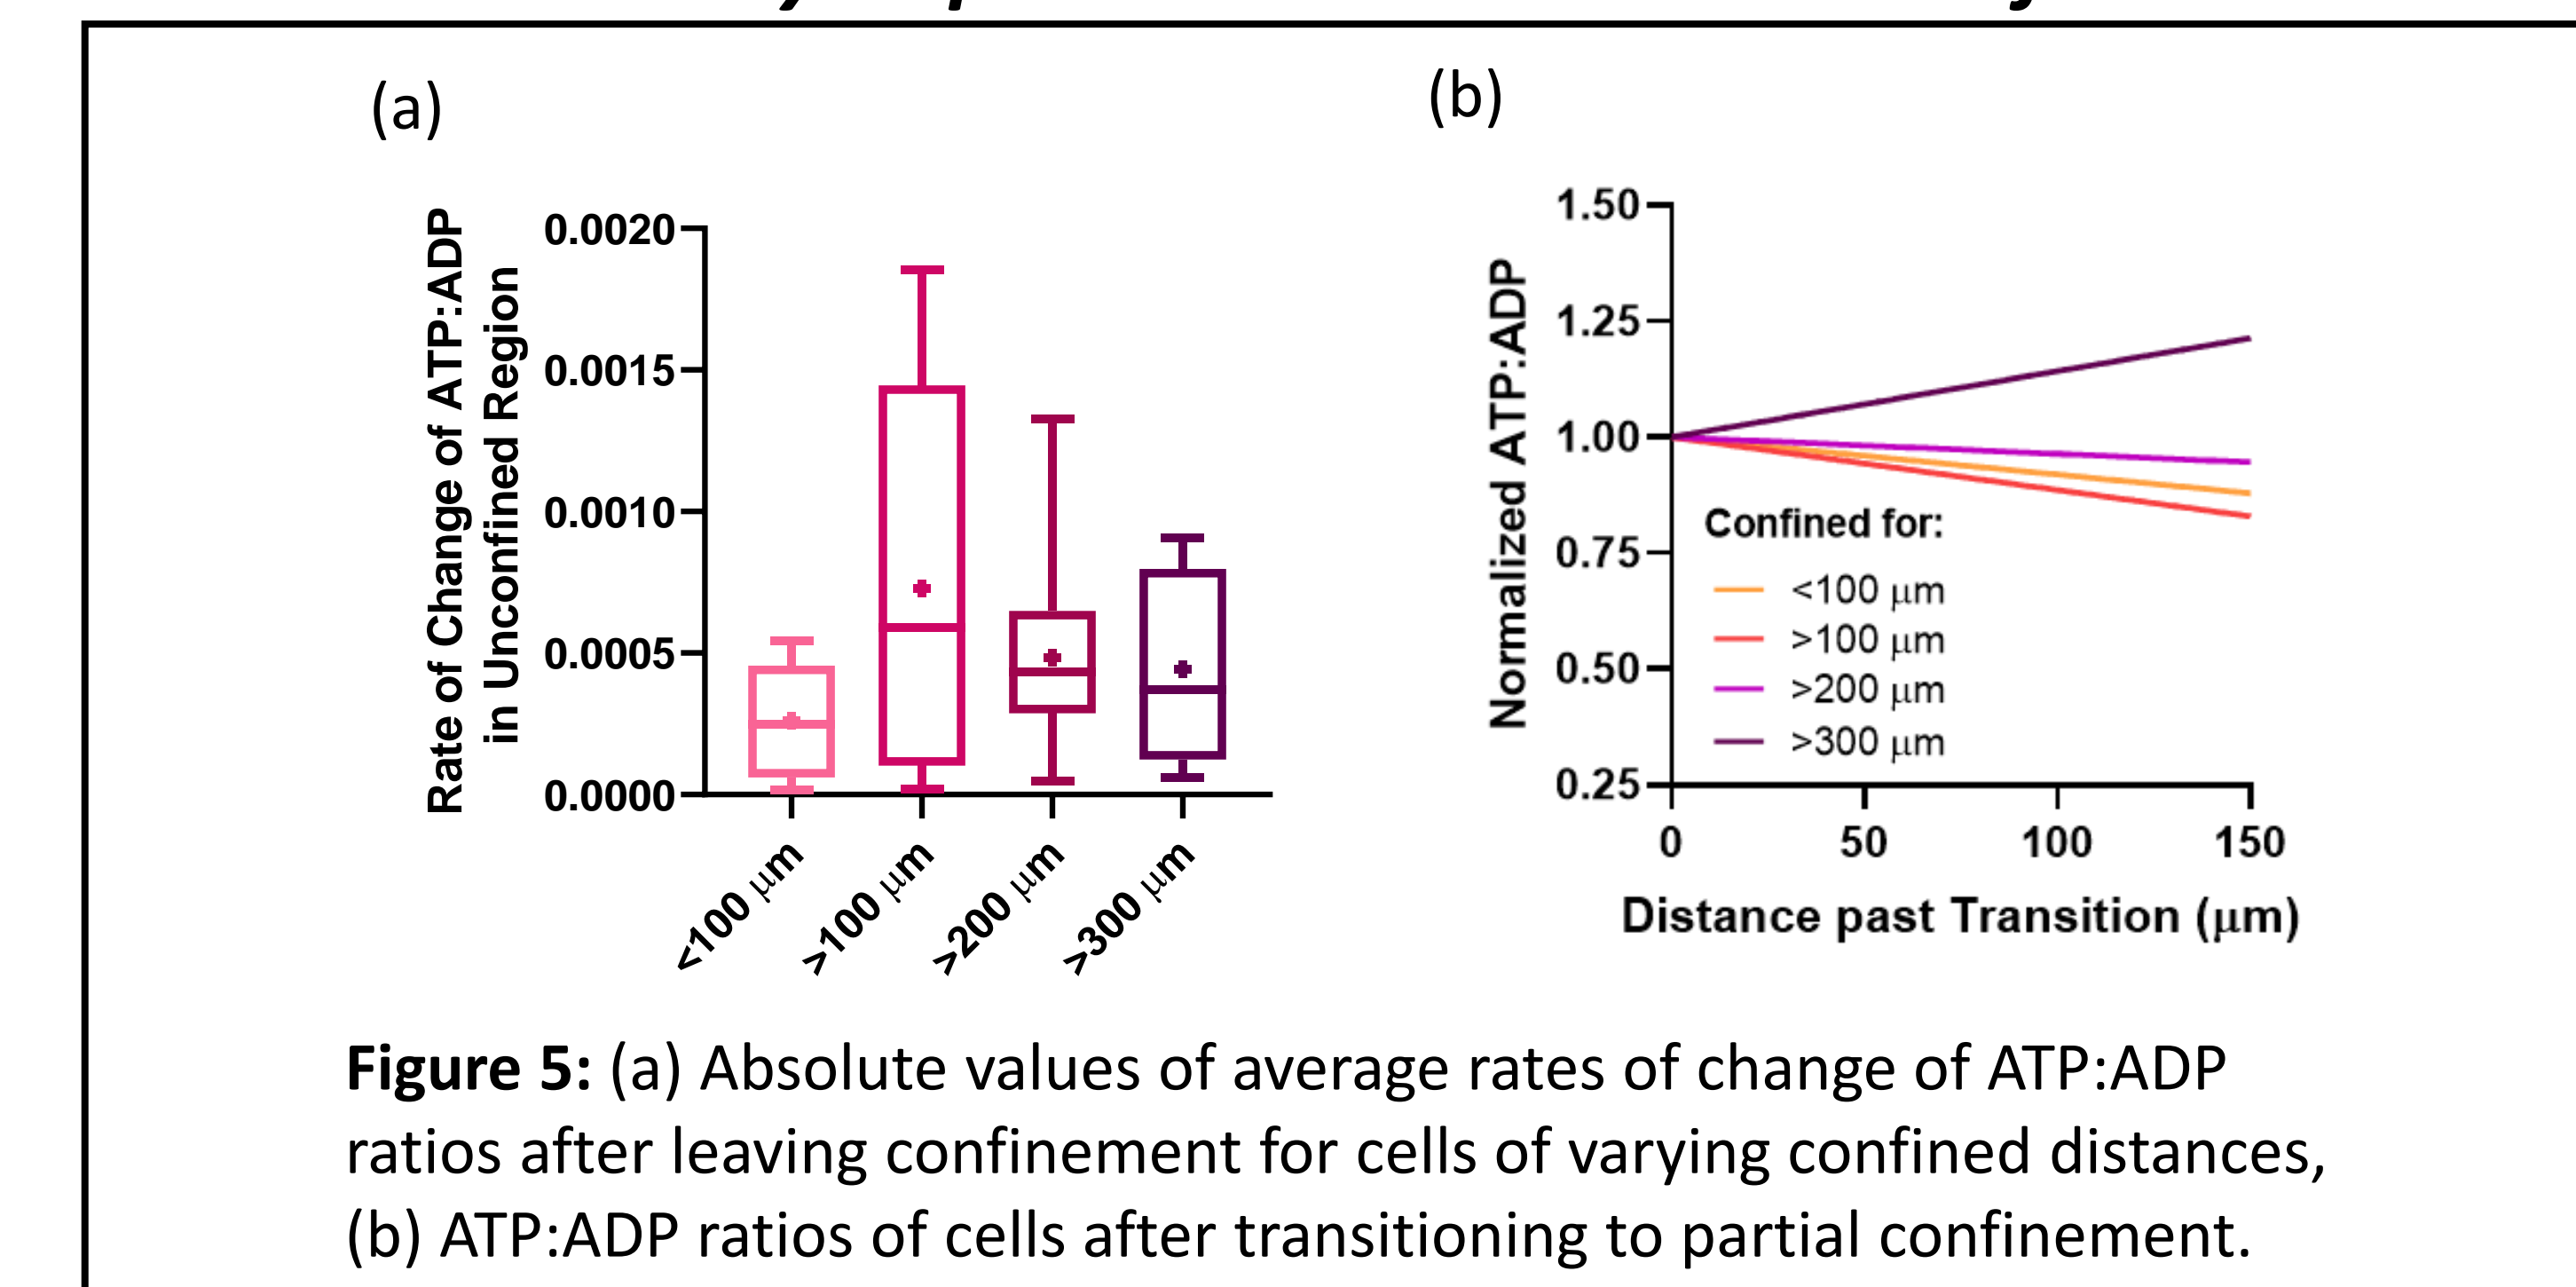 (a)
0.0020
0.0015
0.0010
0.0005
0.0000
Rate of Change of ATP:ADP
in Unconfined Region
<100 μm
>100 μm
>200 μm
>300 μm
(b)
1.50
1.25
1.00
0.75
0.50
0.25
Normalized ATP:ADP
Confined for:
<100 μm
>100 μm
>200 μm
>300 μm
0 50 100 150
Distance past Transition (μm)
Figure 5: (a) Absolute values of average rates of change of ATP:ADP
ratios after leaving confinement for cells of varying confined distances,
(b) ATP:ADP ratios of cells after transitioning to partial confinement.